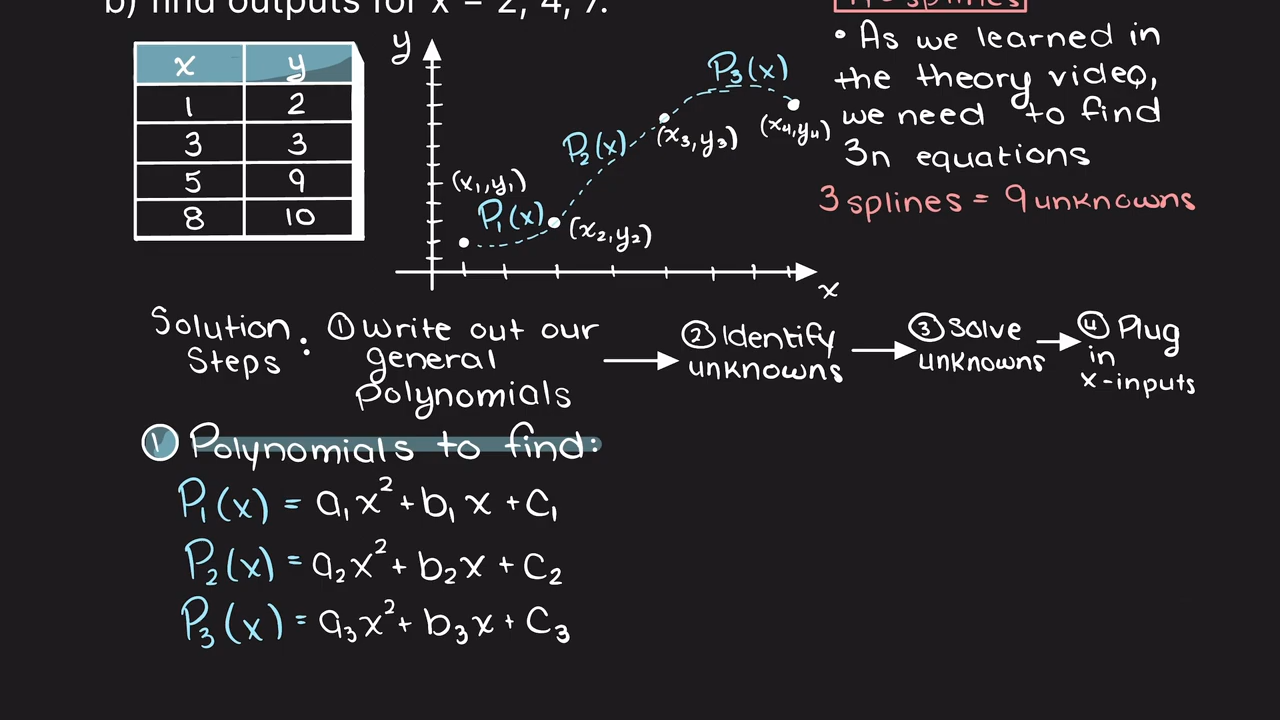 b) find outputs for x = 2, 4, 7.
splines
x y
1 2
3 3
5 9
8 10
y
P₃(x)
P₂(x)
(x₃,y₃)
(x₄,y₄)
(x₁,y₁)
P₁(x)
(x₂,y₂)
x
• As we learned in
the theory video,
we need to find
3n equations
3 splines = 9 unknowns
Solution
Steps :
① Write out our
general
polynomials
② Identify
unknowns
③ Solve
unknowns
④ Plug
in
x-inputs
① Polynomials to find:
P₁(x) = a₁x² + b₁x + C₁
P₂(x) = a₂x² + b₂x + C₂
P₃(x) = a₃x² + b₃x + C₃